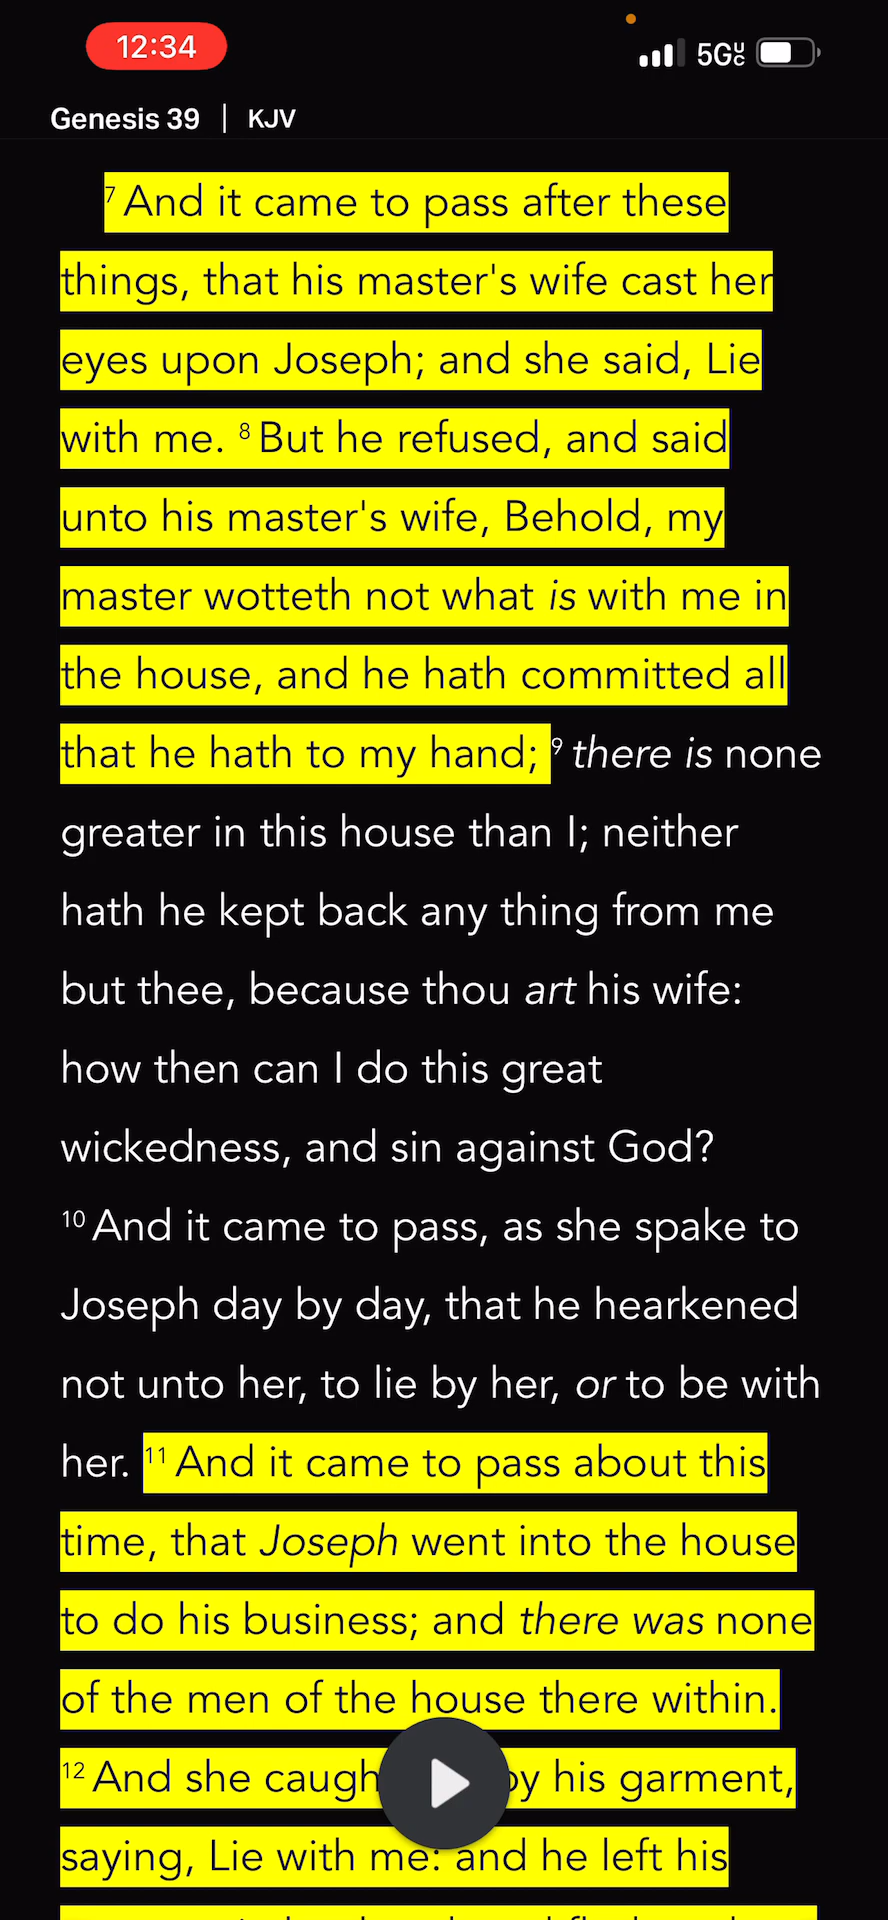 12:34
5G UC
Genesis 39 | KJV
7 And it came to pass after these
things, that his master's wife cast her
eyes upon Joseph; and she said, Lie
with me. 8 But he refused, and said
unto his master's wife, Behold, my
master wotteth not what is with me in
the house, and he hath committed all
that he hath to my hand; 9 there is none
greater in this house than I; neither
hath he kept back any thing from me
but thee, because thou art his wife:
how then can I do this great
wickedness, and sin against God?
10 And it came to pass, as she spake to
Joseph day by day, that he hearkened
not unto her, to lie by her, or to be with
her. 11 And it came to pass about this
time, that Joseph went into the house
to do his business; and there was none
of the men of the house there within.
12 And she by his garment,
saying, Lie with me: and he left his